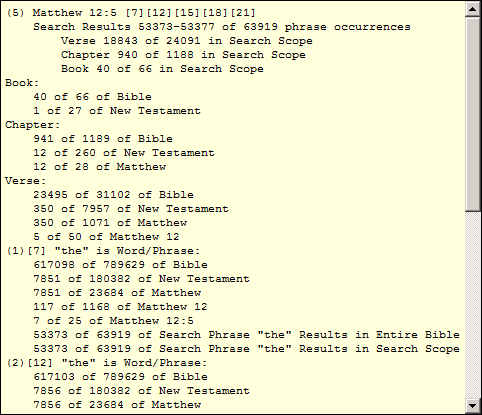 (5) Matthew 12:5 [7][12][15][18][21]
Search Results 53373-53377 of 63919 phrase occurrences
Verse 18843 of 24091 in Search Scope
Chapter 940 of 1188 in Search Scope
Book 40 of 66 in Search Scope
Book:
40 of 66 of Bible
1 of 27 of New Testament
Chapter:
941 of 1189 of Bible
12 of 260 of New Testament
12 of 28 of Matthew
Verse:
23495 of 31102 of Bible
350 of 7957 of New Testament
350 of 1071 of Matthew
5 of 50 of Matthew 12
(1)[7] "the" is Word/Phrase:
617098 of 789629 of Bible
7851 of 180382 of New Testament
7851 of 23684 of Matthew
117 of 1168 of Matthew 12
7 of 25 of Matthew 12:5
53373 of 63919 of Search Phrase "the" Results in Entire Bible
53373 of 63919 of Search Phrase "the" Results in Search Scope
(2)[12] "the" is Word/Phrase:
617103 of 789629 of Bible
7856 of 180382 of New Testament
7856 of 23684 of Matthew